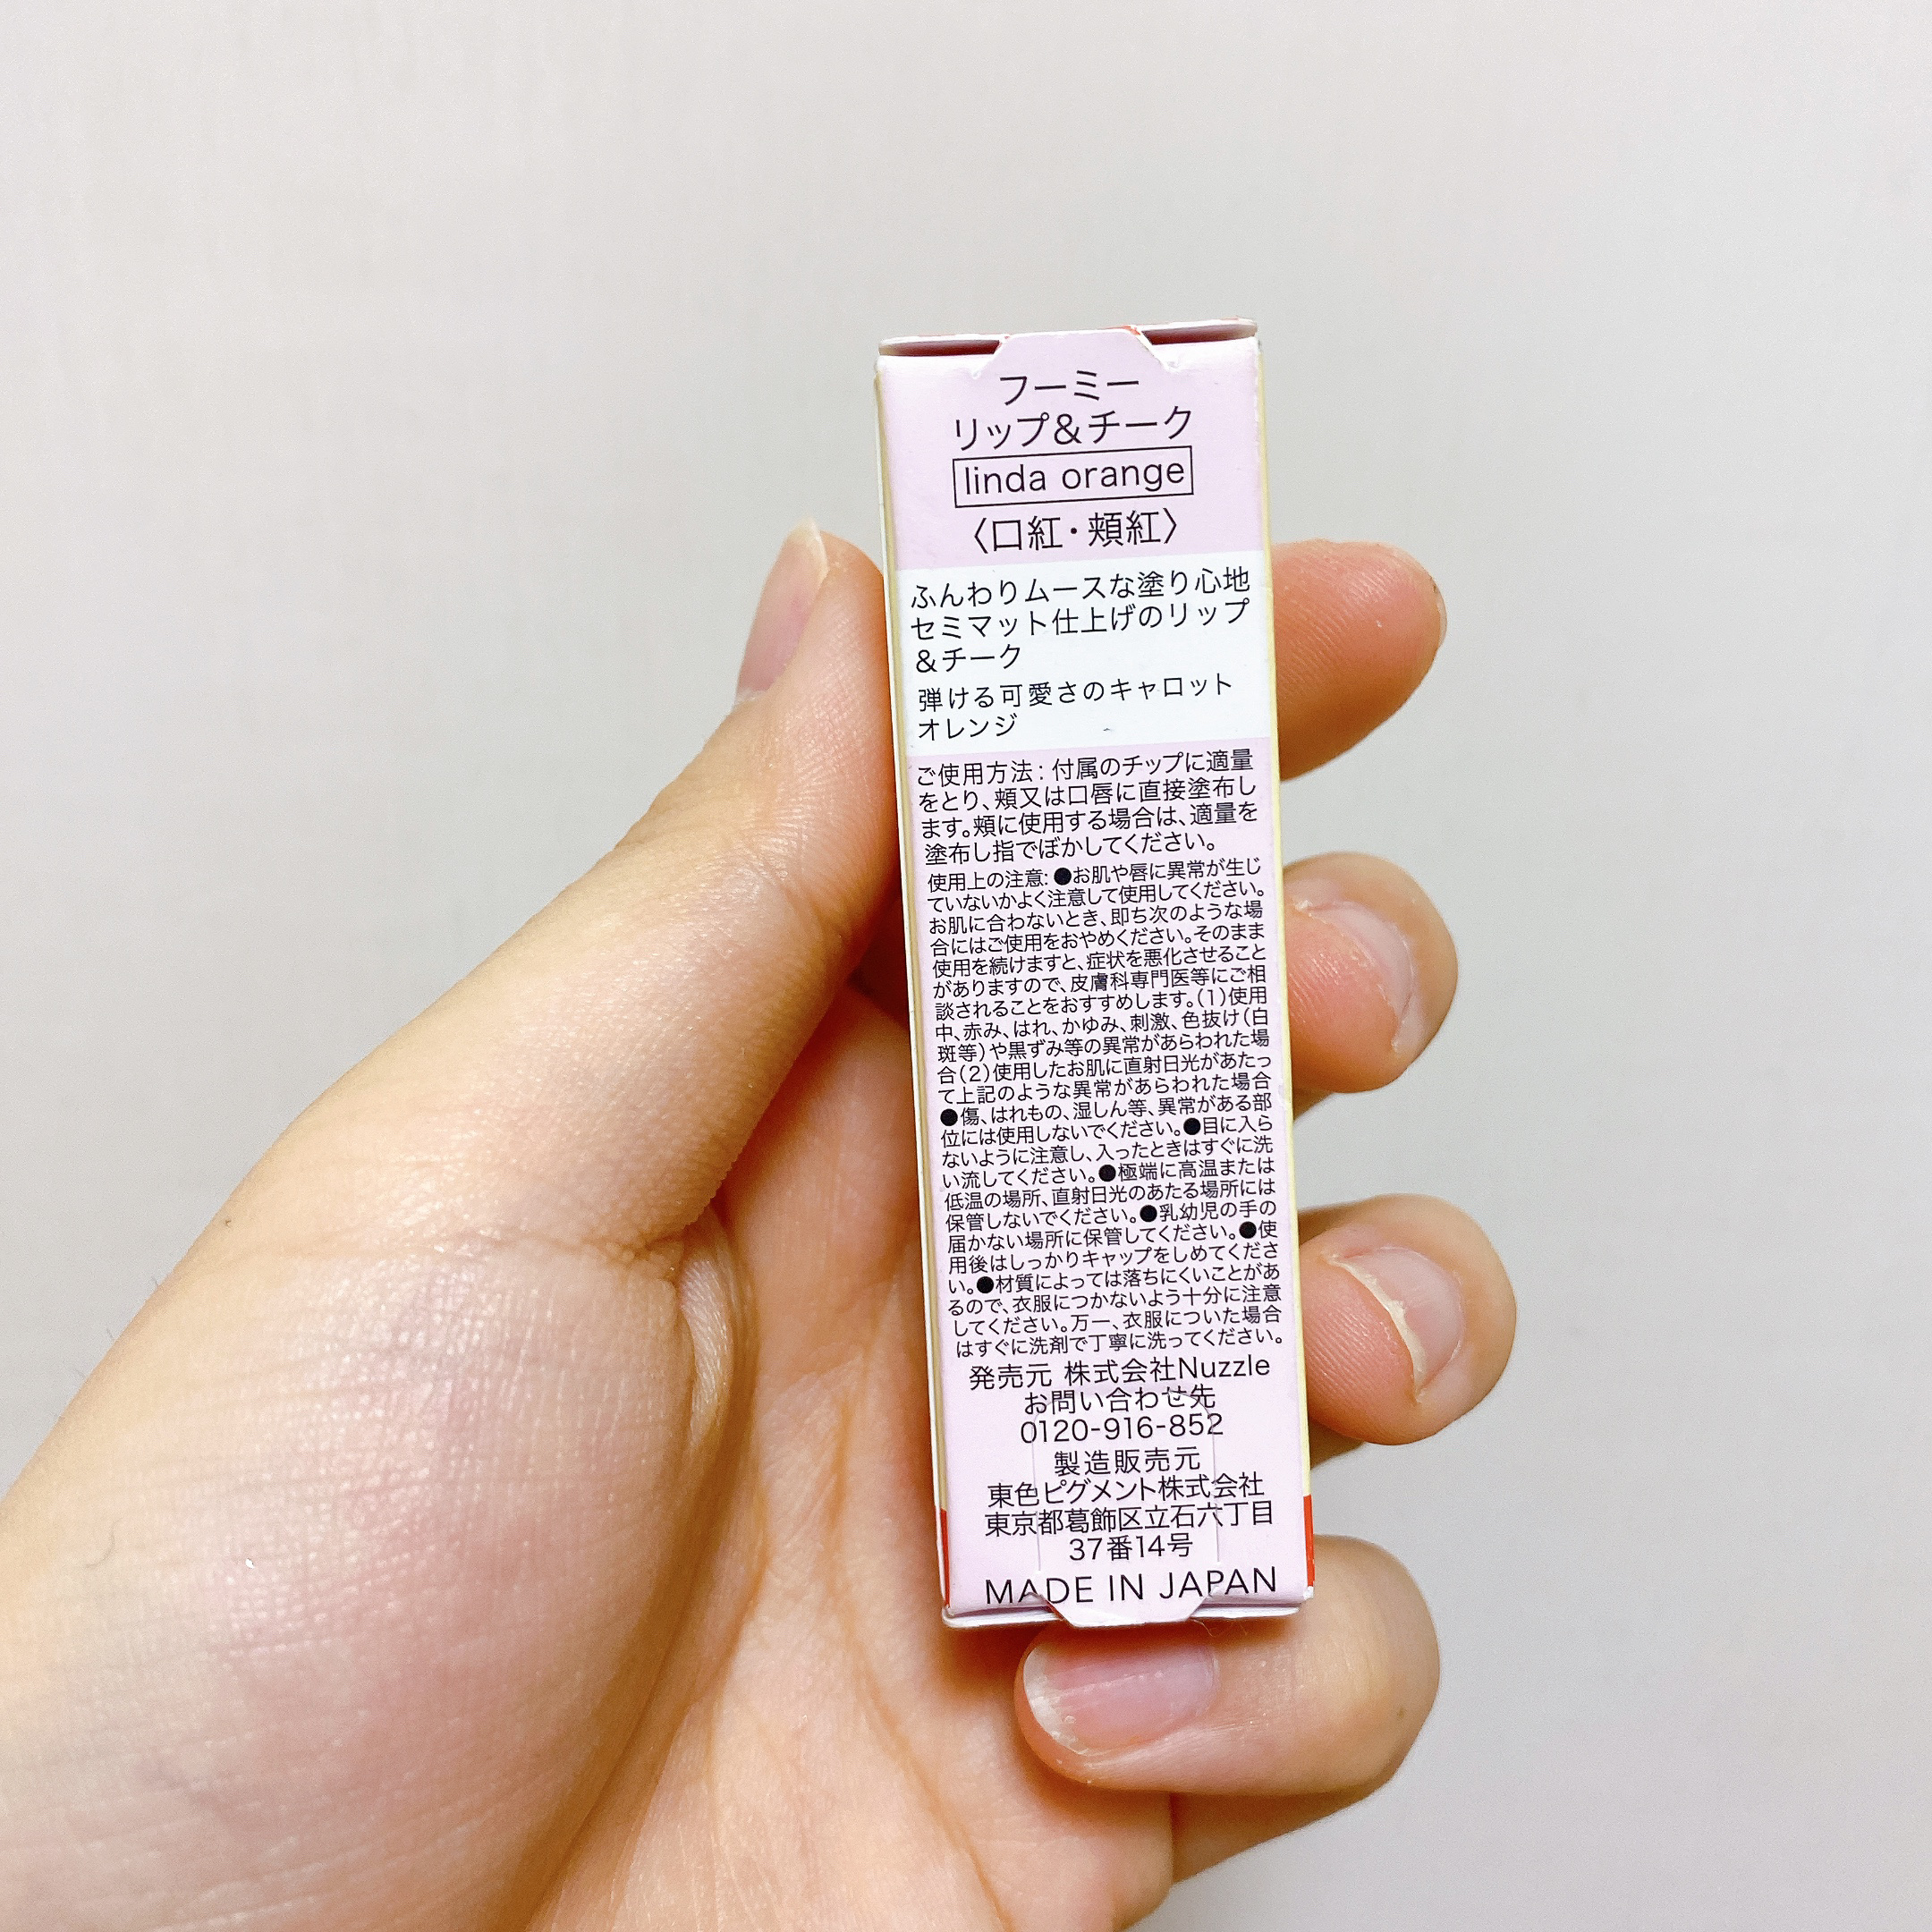 フーミー
リップ&チーク
linda orange
〈口紅・頬紅〉
ふんわりムースな塗り心地
セミマット仕上げのリップ
&チーク
弾ける可愛さのキャロット
オレンジ
ご使用方法：付属のチップに適量
をとり、頬又は口唇に直接塗布し
ます。頬に使用する場合は、適量を
塗布し指でぼかしてください。
使用上の注意：●お肌や唇に異常が生じ
ていないかよく注意して使用してください。
お肌に合わないとき、即ち次のような場
合にはご使用をおやめください。そのまま
使用を続けますと、症状を悪化させること
がありますので、皮膚科専門医等にご相
談されることをおすすめします。（1）使用
中、赤み、はれ、かゆみ、刺激、色抜け（白
斑等）や黒ずみ等の異常があらわれた場
合（2）使用したお肌に直射日光があたっ
て上記のような異常があらわれた場合
●傷、はれもの、湿しん等、異常がある部
位には使用しないでください。●目に入ら
ないように注意し、入ったときはすぐに洗
い流してください。●極端に高温または
低温の場所、直射日光のあたる場所には
保管しないでください。●乳幼児の手の
届かない場所に保管してください。●使
用後はしっかりキャップをしめてくださ
い。●材質によっては落ちにくいことがあ
るので、衣服につかないよう十分に注意
してください。万一、衣服についた場合
はすぐに洗剤で丁寧に洗ってください。
発売元 株式会社Nuzzle
お問い合わせ先
0120-916-852
製造販売元
東色ピグメント株式会社
東京都葛飾区立石六丁目
37番14号
MADE IN JAPAN